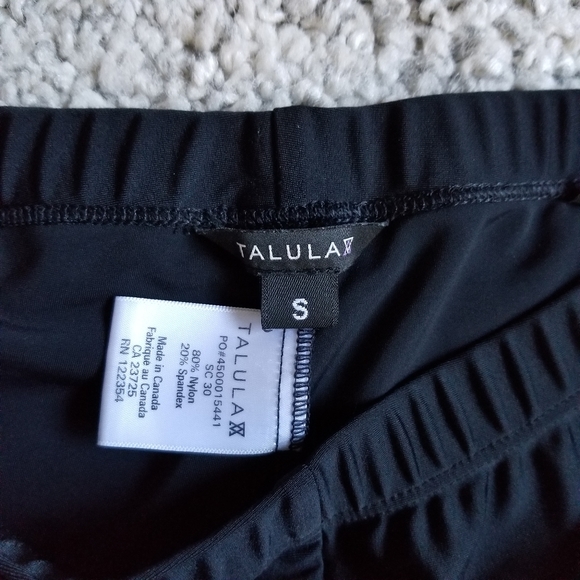 TALULA
S
TALULA
PO#4500015441
SC 30
80% Nylon
20% Spandex
Made in Canada
Fabriqué au Canada
CA 23725
RN 122354